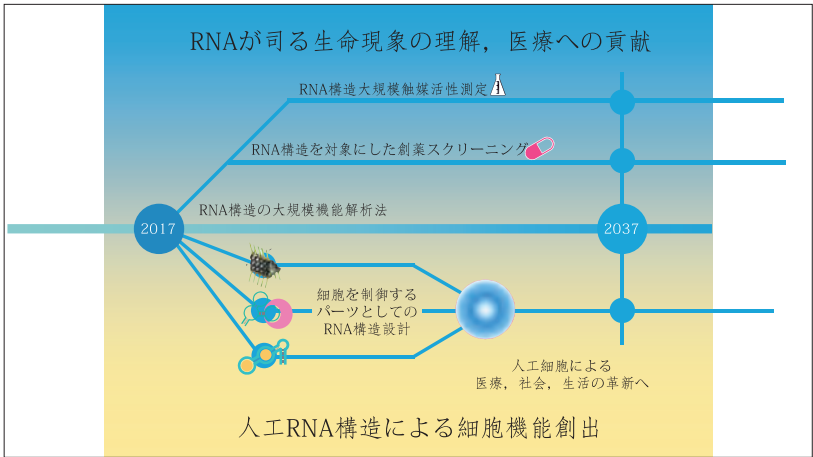 RNAが司る生命現象の理解，医療への貢献
RNA構造大規模触媒活性測定
RNA構造を対象にした創薬スクリーニング
RNA構造の大規模機能解析法
2017
2037
細胞を制御する
パーツとしての
RNA構造設計
人工細胞による
医療，社会，生活の革新へ
人工RNA構造による細胞機能創出